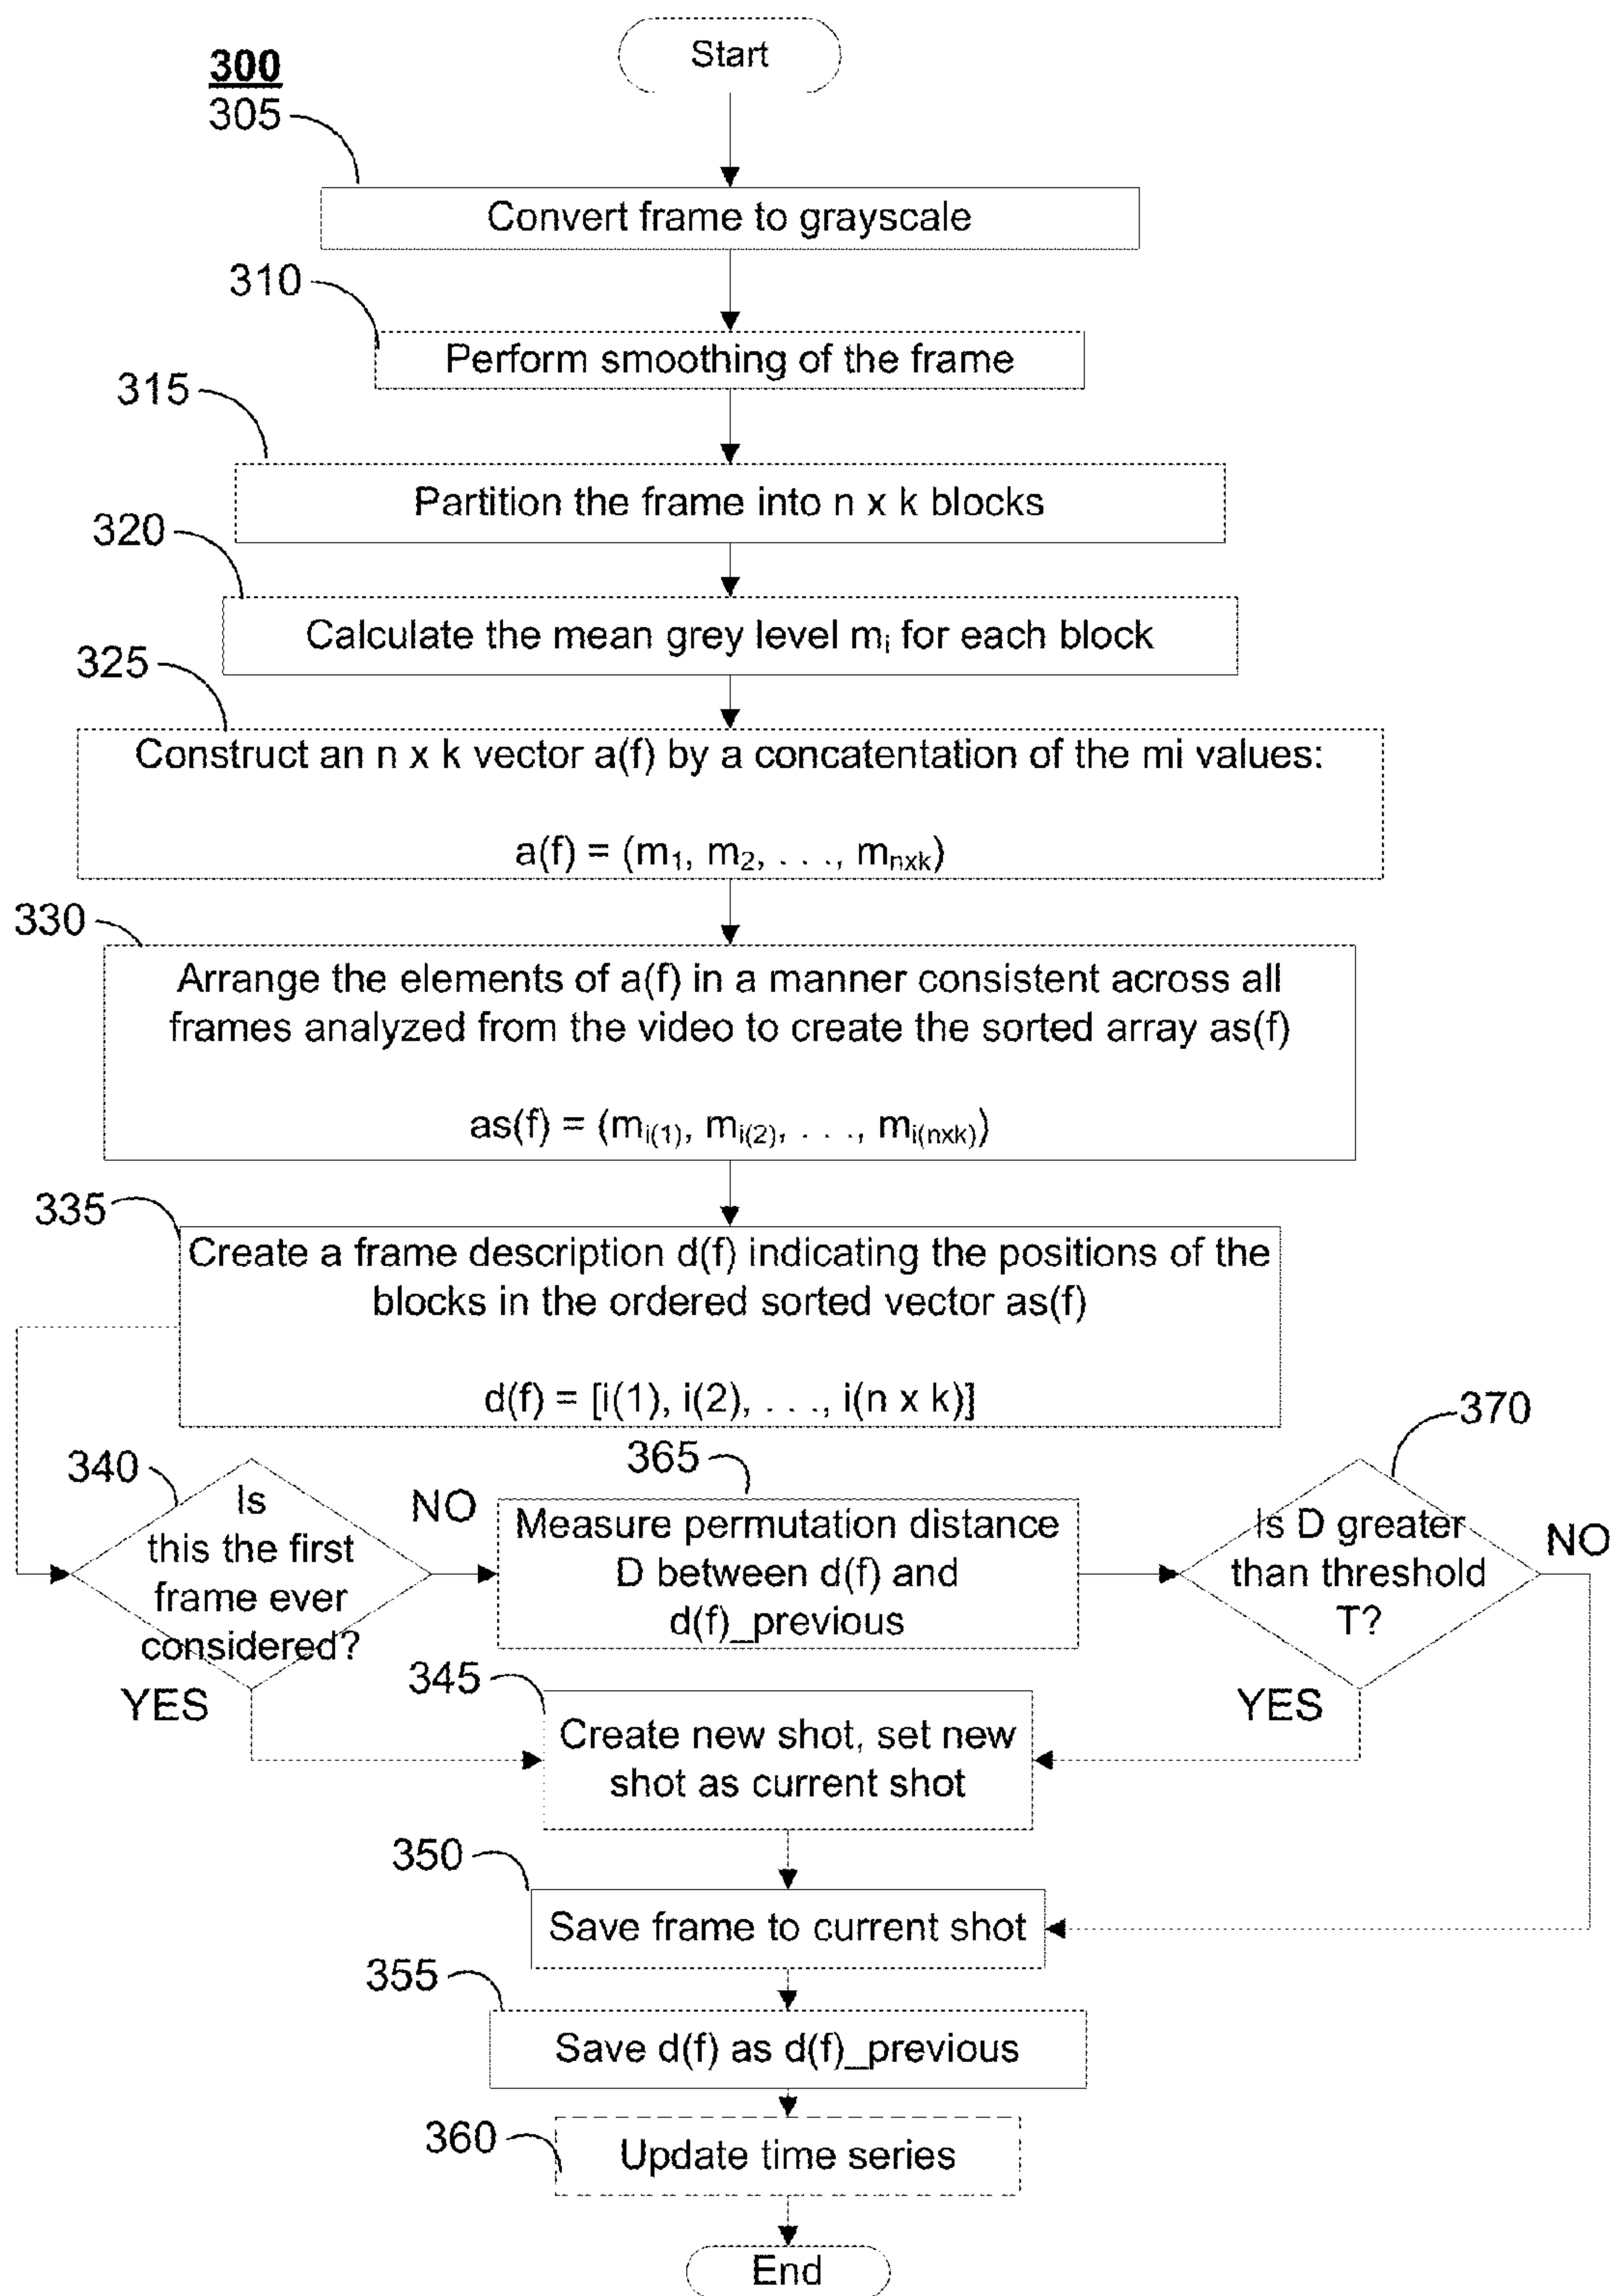 Start
300
305
Convert frame to grayscale
310
Perform smoothing of the frame
315
Partition the frame into n x k blocks
320
Calculate the mean grey level mᵢ for each block
325
Construct an n x k vector a(f) by a concatentation of the mi values:
a(f) = (m₁, m₂, . . ., mₙₓₖ)
330
Arrange the elements of a(f) in a manner consistent across all
frames analyzed from the video to create the sorted array as(f)
as(f) = (m_i(1), m_i(2), . . ., m_i(nxk))
335
Create a frame description d(f) indicating the positions of the
blocks in the ordered sorted vector as(f)
d(f) = [i(1), i(2), . . ., i(n x k)]
340
Is
this the first
frame ever
considered?
NO
YES
365
Measure permutation distance
D between d(f) and
d(f)_previous
370
Is D greater
than threshold
T?
NO
YES
345
Create new shot, set new
shot as current shot
350
Save frame to current shot
355
Save d(f) as d(f)_previous
360
Update time series
End